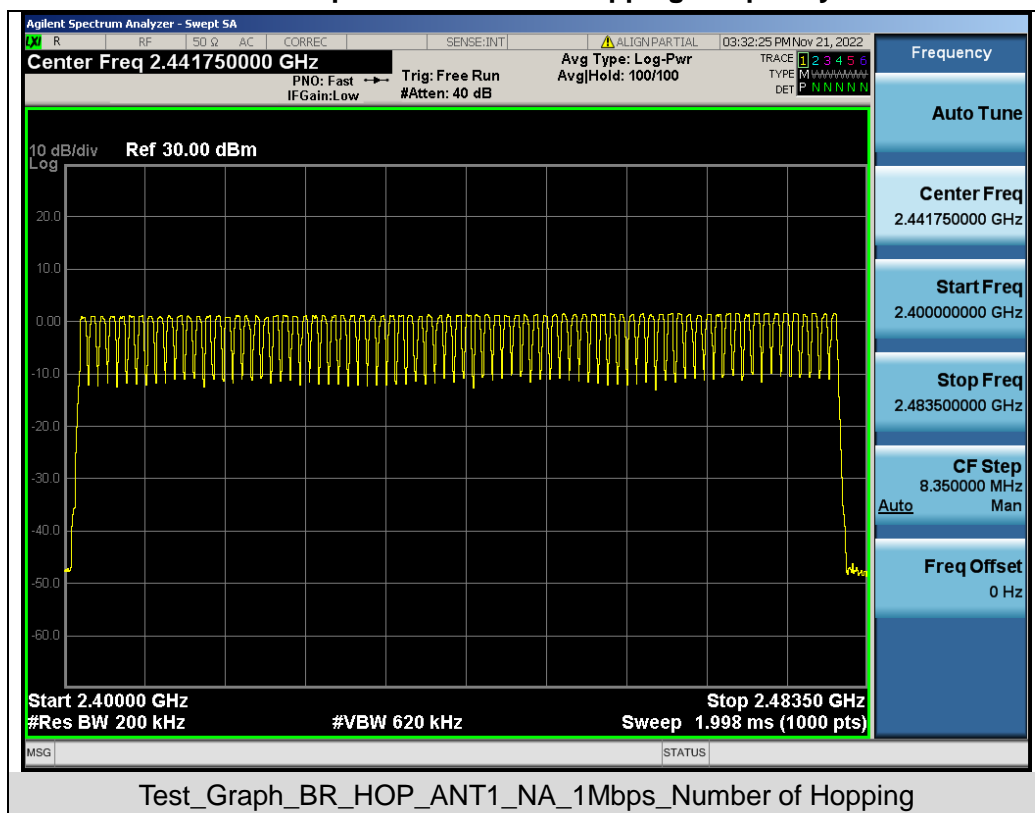 Agilent Spectrum Analyzer - Swept SA
LXI R RF 50 Ω AC CORREC SENSE:INT ALIGN PARTIAL 03:32:25 PM Nov 21, 2022
Center Freq 2.441750000 GHz
PNO: Fast
IFGain:Low
Trig: Free Run
#Atten: 40 dB
Avg Type: Log-Pwr
Avg|Hold: 100/100
TRACE 1 2 3 4 5 6
TYPE M
DET P N N N N N
10 dB/div Ref 30.00 dBm
Log
20.0
10.0
0.00
-10.0
-20.0
-30.0
-40.0
-50.0
-60.0
Start 2.40000 GHz Stop 2.48350 GHz
#Res BW 200 kHz #VBW 620 kHz Sweep 1.998 ms (1000 pts)
MSG STATUS
Frequency
Auto Tune
Center Freq
2.441750000 GHz
Start Freq
2.400000000 GHz
Stop Freq
2.483500000 GHz
CF Step
8.350000 MHz
Auto Man
Freq Offset
0 Hz
Test_Graph_BR_HOP_ANT1_NA_1Mbps_Number of Hopping